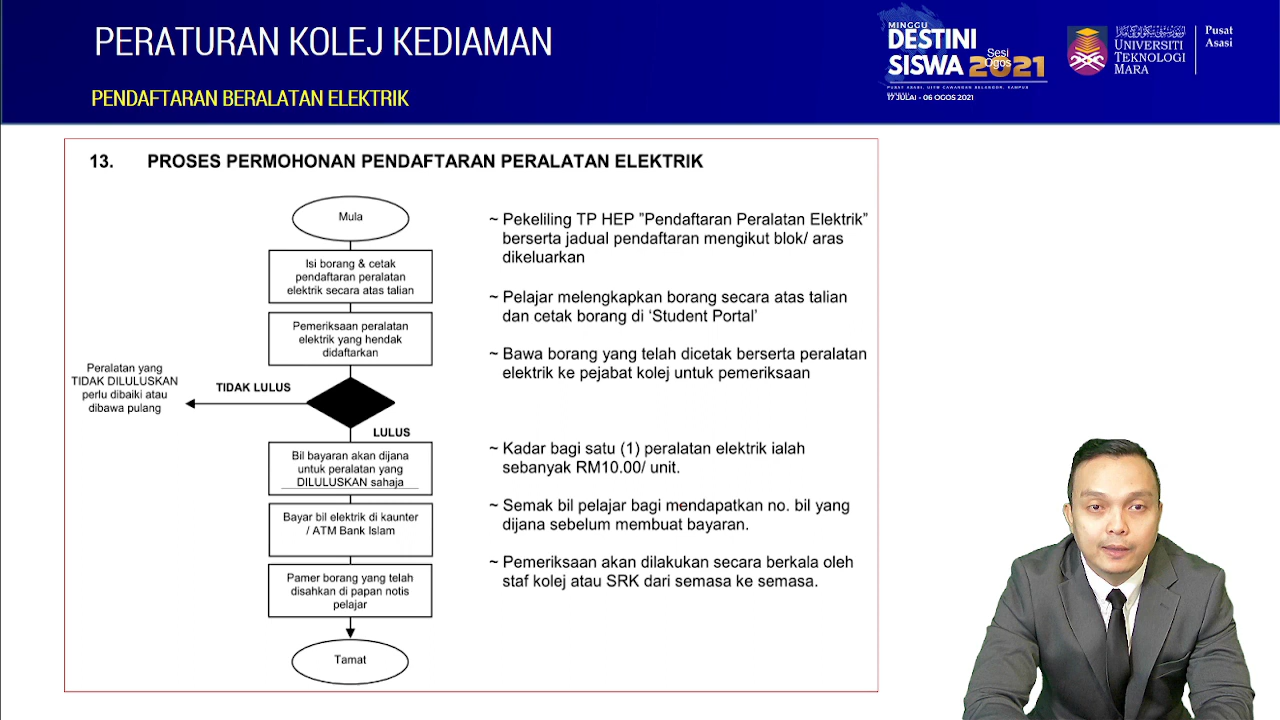 PERATURAN KOLEJ KEDIAMAN
PENDAFTARAN BERALATAN ELEKTRIK
MINGGU
DESTINI
SISWA
Sesi
Ogos
2021
PUSAT ASASI, UITM CAWANGAN SELANGOR, KAMPUS
17 JULAI - 06 OGOS 2021
UNIVERSITI
TEKNOLOGI
MARA
Pusat
Asasi
13. PROSES PERMOHONAN PENDAFTARAN PERALATAN ELEKTRIK
Mula
Isi borang & cetak
pendaftaran peralatan
elektrik secara atas talian
Pemeriksaan peralatan
elektrik yang hendak
didaftarkan
Peralatan yang
TIDAK DILULUSKAN
perlu dibaiki atau
dibawa pulang
TIDAK LULUS
LULUS
Bil bayaran akan dijana
untuk peralatan yang
DILULUSKAN sahaja
Bayar bil elektrik di kaunter
/ ATM Bank Islam
Pamer borang yang telah
disahkan di papan notis
pelajar
Tamat
~ Pekeliling TP HEP ”Pendaftaran Peralatan Elektrik”
berserta jadual pendaftaran mengikut blok/ aras
dikeluarkan
~ Pelajar melengkapkan borang secara atas talian
dan cetak borang di ‘Student Portal’
~ Bawa borang yang telah dicetak berserta peralatan
elektrik ke pejabat kolej untuk pemeriksaan
~ Kadar bagi satu (1) peralatan elektrik ialah
sebanyak RM10.00/ unit.
~ Semak bil pelajar bagi mendapatkan no. bil yang
dijana sebelum membuat bayaran.
~ Pemeriksaan akan dilakukan secara berkala oleh
staf kolej atau SRK dari semasa ke semasa.